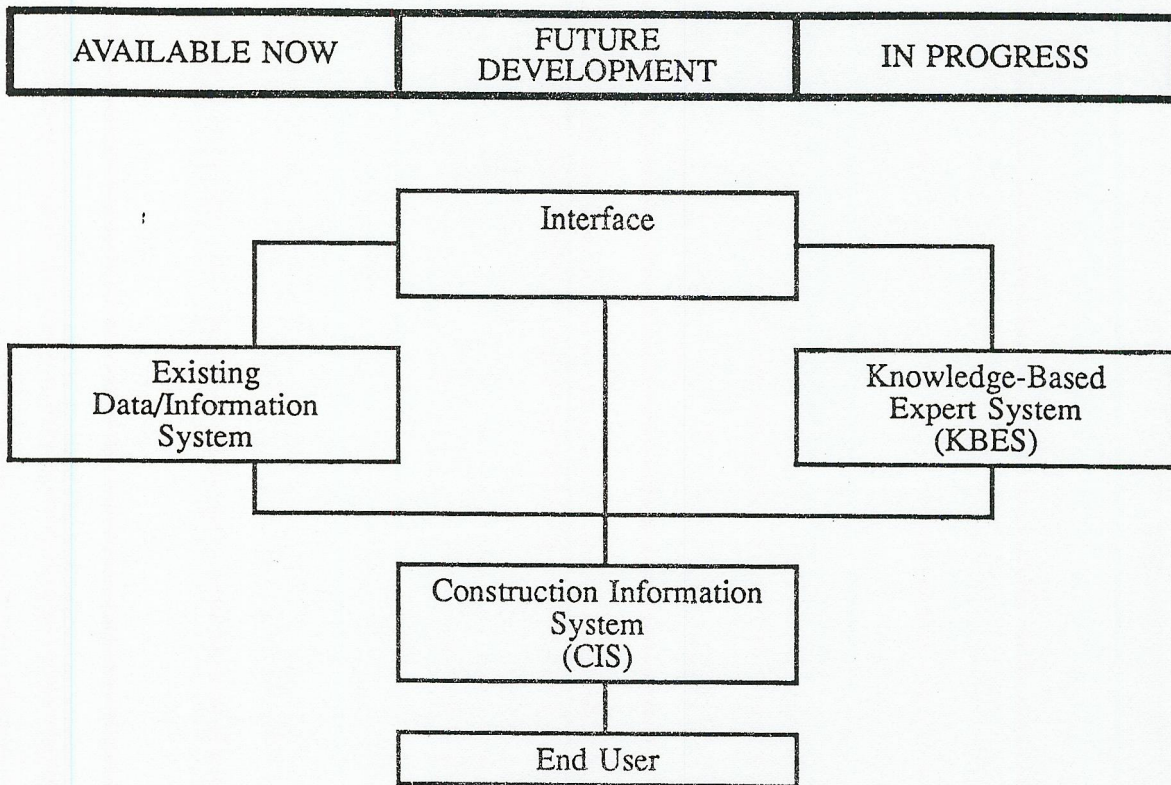 AVAILABLE NOW
FUTURE
DEVELOPMENT
IN PROGRESS
Interface
Existing
Data/Information
System
Knowledge-Based
Expert System
(KBES)
Construction Information
System
(CIS)
End User